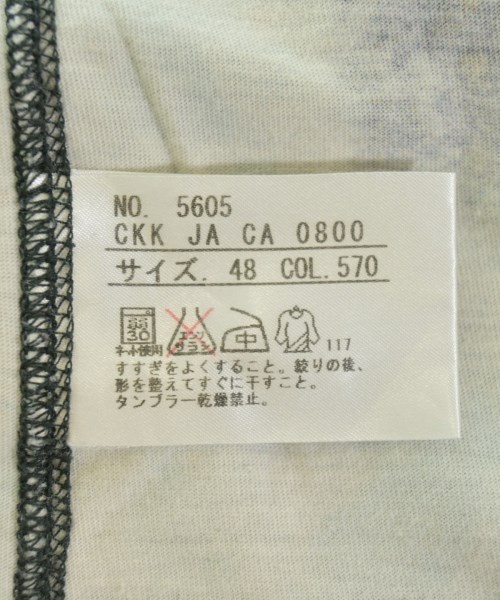 NO. 5605
CKK JA CA 0800
サイズ. 48 COL. 570
弱 30 エンソ サラシ 中 117
ネット使用
すすぎをよくすること。絞りの後、
形を整えてすぐに干すこと。
タンブラー乾燥禁止。